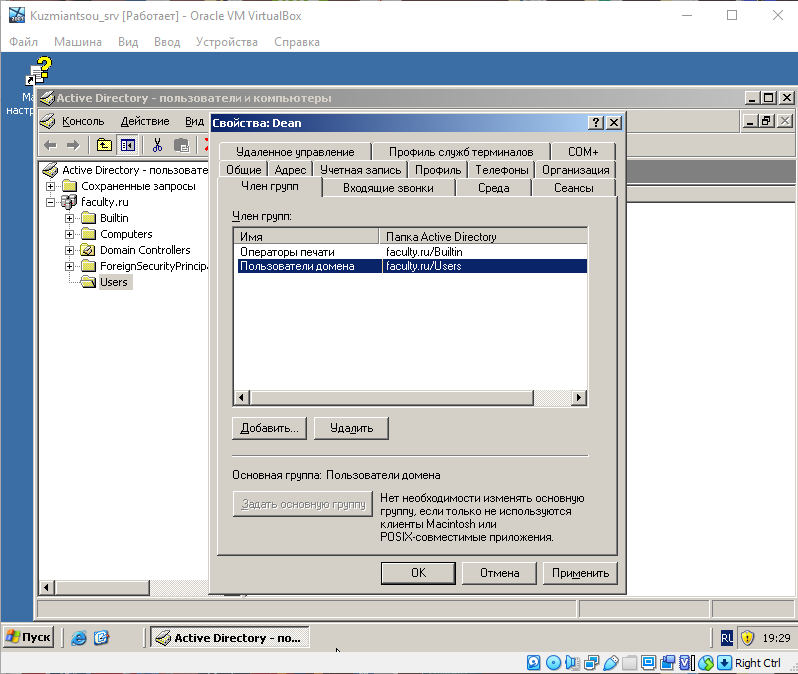 Kuzmiantsou_srv [Работает] - Oracle VM VirtualBox
Файл Машина Вид Ввод Устройства Справка
Active Directory - пользователи и компьютеры
Консоль Действие Вид
Свойства: Dean
Удаленное управление Профиль служб терминалов COM+
Общие Адрес Учетная запись Профиль Телефоны Организация
Член групп Входящие звонки Среда Сеансы
Active Directory - пользовате
Сохраненные запросы
faculty.ru
Builtin
Computers
Domain Controllers
ForeignSecurityPrincipa
Users
Член групп:
Имя Папка Active Directory
Операторы печати faculty.ru/Builtin
Пользователи домена faculty.ru/Users
Добавить... Удалить
Основная группа: Пользователи домена
Задать основную группу
Нет необходимости изменять основную
группу, если только не используются
клиенты Macintosh или
POSIX-совместимые приложения.
OK Отмена Применить
Пуск
Active Directory - по...
RU
19:29
Right Ctrl